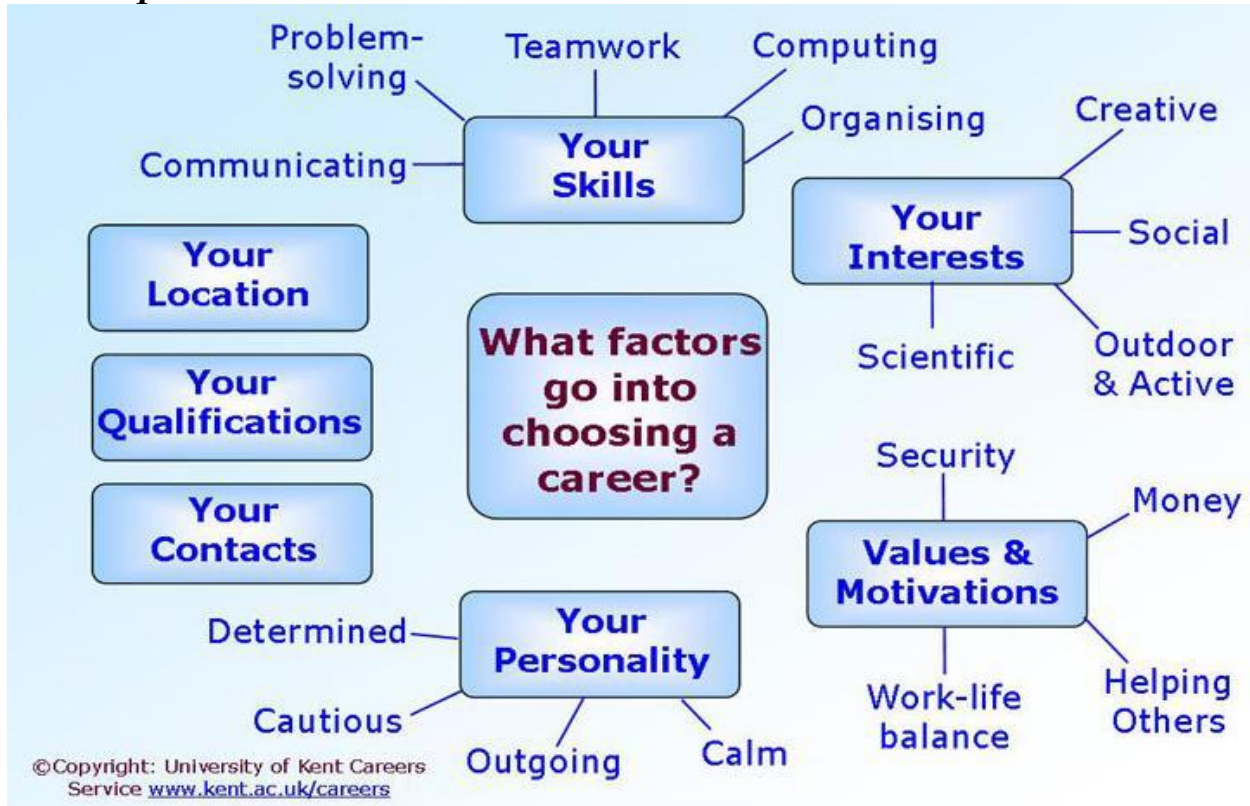 Problem-
solving
Teamwork
Computing
Communicating
Your
Skills
Organising
Creative
Your
Interests
Social
Scientific
Outdoor
& Active
Your
Location
Your
Qualifications
Your
Contacts
What factors
go into
choosing a
career?
Security
Money
Values &
Motivations
Work-life
balance
Helping
Others
Determined
Your
Personality
Cautious
Outgoing
Calm
©Copyright: University of Kent Careers
Service www.kent.ac.uk/careers